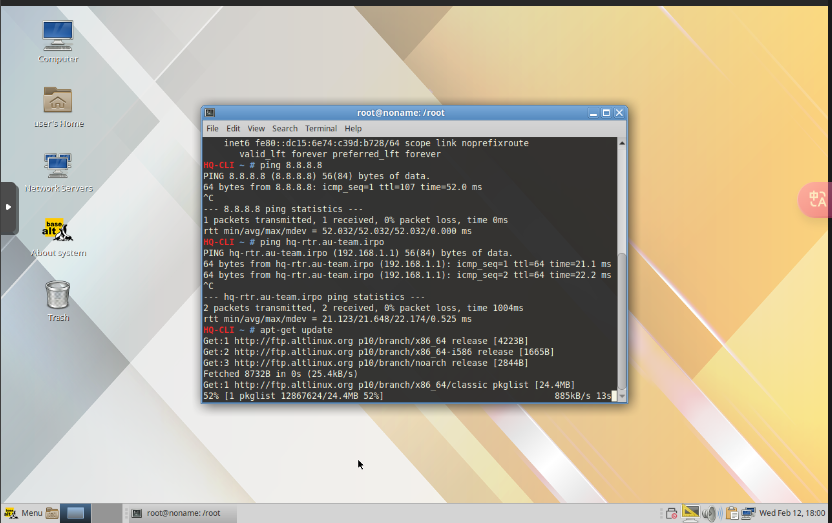 Computer
user's Home
Network Servers
base
alt
About system
Trash
root@noname: /root
File Edit View Search Terminal Help
inet6 fe80::dc15:6e74:c39d:b728/64 scope link noprefixroute
valid_lft forever preferred_lft forever
HQ-CLI ~ # ping 8.8.8.8
PING 8.8.8.8 (8.8.8.8) 56(84) bytes of data.
64 bytes from 8.8.8.8: icmp_seq=1 ttl=107 time=52.0 ms
^C
--- 8.8.8.8 ping statistics ---
1 packets transmitted, 1 received, 0% packet loss, time 0ms
rtt min/avg/max/mdev = 52.032/52.032/52.032/0.000 ms
HQ-CLI ~ # ping hq-rtr.au-team.irpo
PING hq-rtr.au-team.irpo (192.168.1.1) 56(84) bytes of data.
64 bytes from hq-rtr.au-team.irpo (192.168.1.1): icmp_seq=1 ttl=64 time=21.1 ms
64 bytes from hq-rtr.au-team.irpo (192.168.1.1): icmp_seq=2 ttl=64 time=22.2 ms
^C
--- hq-rtr.au-team.irpo ping statistics ---
2 packets transmitted, 2 received, 0% packet loss, time 1004ms
rtt min/avg/max/mdev = 21.123/21.648/22.174/0.525 ms
HQ-CLI ~ # apt-get update
Get:1 http://ftp.altlinux.org p10/branch/x86_64 release [4223B]
Get:2 http://ftp.altlinux.org p10/branch/x86_64-i586 release [1665B]
Get:3 http://ftp.altlinux.org p10/branch/noarch release [2844B]
Fetched 8732B in 0s (25.4kB/s)
Get:1 http://ftp.altlinux.org p10/branch/x86_64/classic pkglist [24.4MB]
52% [1 pkglist 12867624/24.4MB 52%] 885kB/s 13s
中A
Menu
root@noname: /root
Wed Feb 12, 18:00